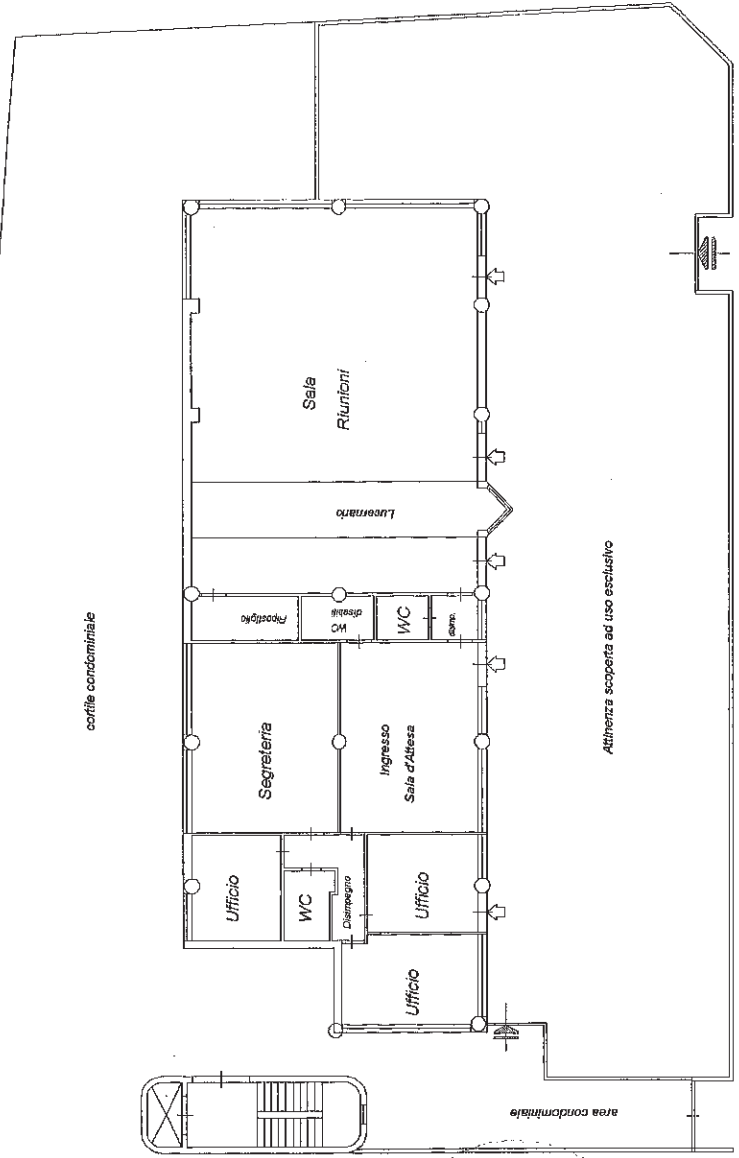 cortile condominiale
Sala
Riunioni
Lucernario
Ripostiglio
WC
disabili
WC
disimp.
Segreteria
Ingresso
Sala d'Attesa
Ufficio
WC
Disimpegno
Ufficio
Ufficio
Attinenza scoperta ad uso esclusivo
area condominiale